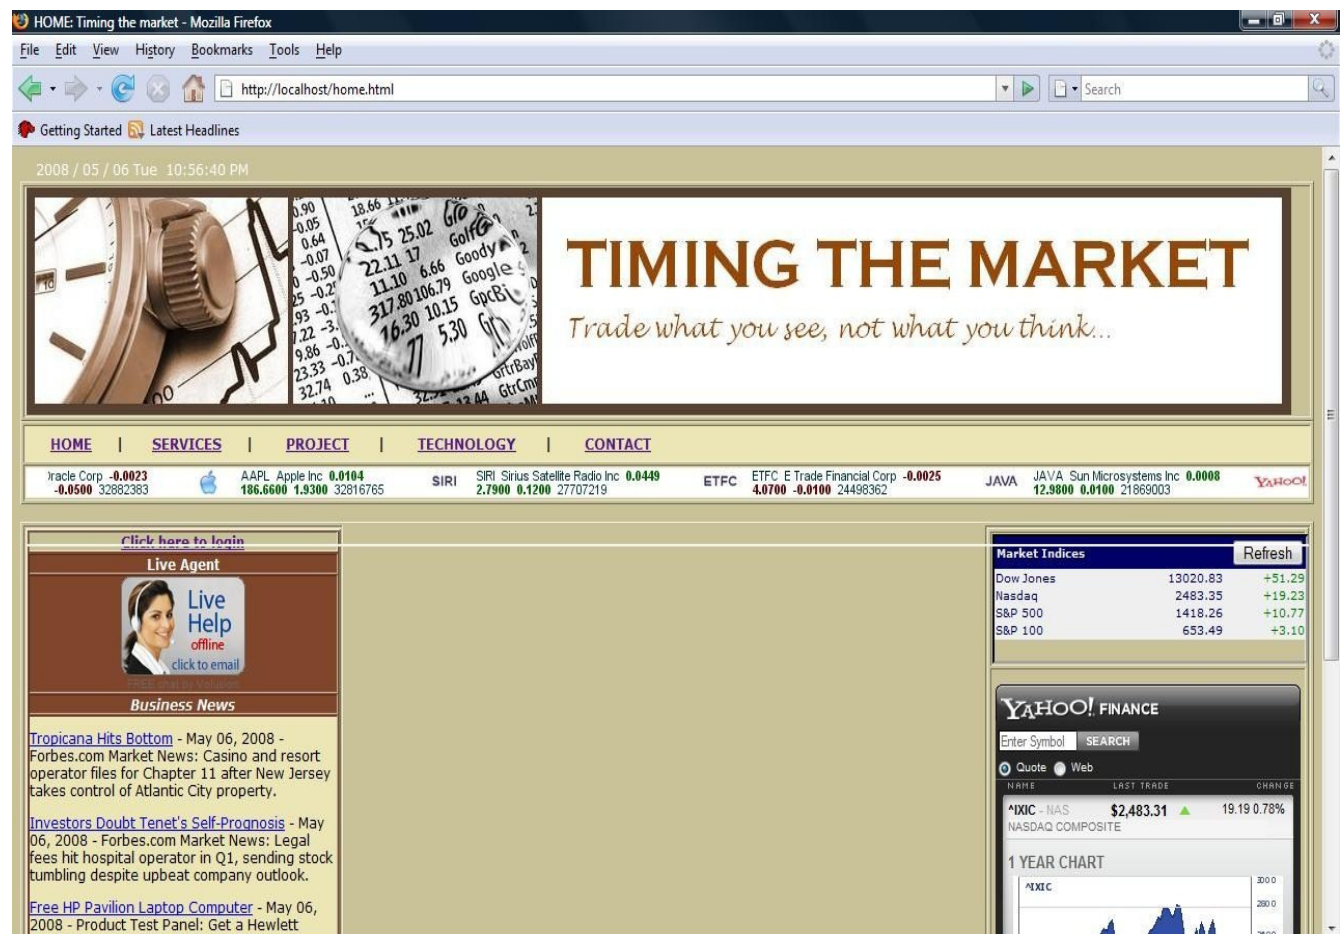 HOME: Timing the market - Mozilla Firefox
File Edit View History Bookmarks Tools Help
http://localhost/home.html
Search
Getting Started Latest Headlines
2008 / 05 / 06 Tue 10:56:40 PM
TIMING THE MARKET
Trade what you see, not what you think...
HOME | SERVICES | PROJECT | TECHNOLOGY | CONTACT
racle Corp -0.0023 AAPL Apple Inc 0.0104 SIRI SIRI Sirius Satellite Radio Inc 0.0449 ETFC ETFC E Trade Financial Corp -0.0025 JAVA JAVA Sun Microsystems Inc 0.0008 YAHOO!
-0.0500 32882383 186.6600 1.9300 32816765 2.7900 0.1200 27707219 4.0700 -0.0100 24498362 12.9800 0.0100 21869003
Click here to login
Live Agent
Live
Help
offline
click to email
FREE chat by Volusion
Business News
Tropicana Hits Bottom - May 06, 2008 -
Forbes.com Market News: Casino and resort
operator files for Chapter 11 after New Jersey
takes control of Atlantic City property.
Investors Doubt Tenet's Self-Prognosis - May
06, 2008 - Forbes.com Market News: Legal
fees hit hospital operator in Q1, sending stock
tumbling despite upbeat company outlook.
Free HP Pavilion Laptop Computer - May 06,
2008 - Product Test Panel: Get a Hewlett
Market Indices Refresh
Dow Jones 13020.83 +51.29
Nasdaq 2483.35 +19.23
S&P 500 1418.26 +10.77
S&P 100 653.49 +3.10
YAHOO! FINANCE
Enter Symbol SEARCH
Quote Web
NAME LAST TRADE CHANGE
^IXIC - NAS $2,483.31 19.19 0.78%
NASDAQ COMPOSITE
1 YEAR CHART
^IXIC
3000
2800